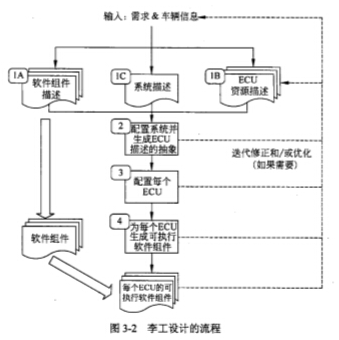 输入：需求&车辆信息
1A
软件组件
描述
1C
系统描述
1B
ECU
资源描述
2
配置系统并
生成ECU
描述的抽象
迭代修正和/或优化
（如果需要）
3
配置每个
ECU
4
为每个ECU
生成可执行
软件组件
软件组件
每个ECU的可
执行软件组件
图 3-2 李工设计的流程